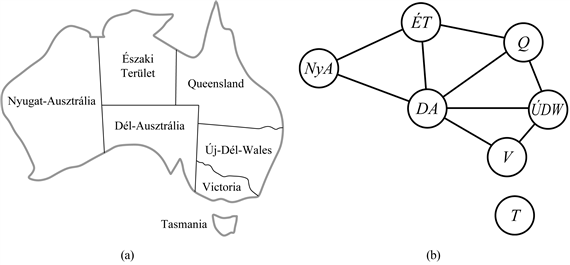 Északi
Terület
Nyugat-Ausztrália
Queensland
Dél-Ausztrália
Új-Dél-Wales
Victoria
Tasmania
(a)
ÉT
Q
NyA
DA
ÚDW
V
T
(b)